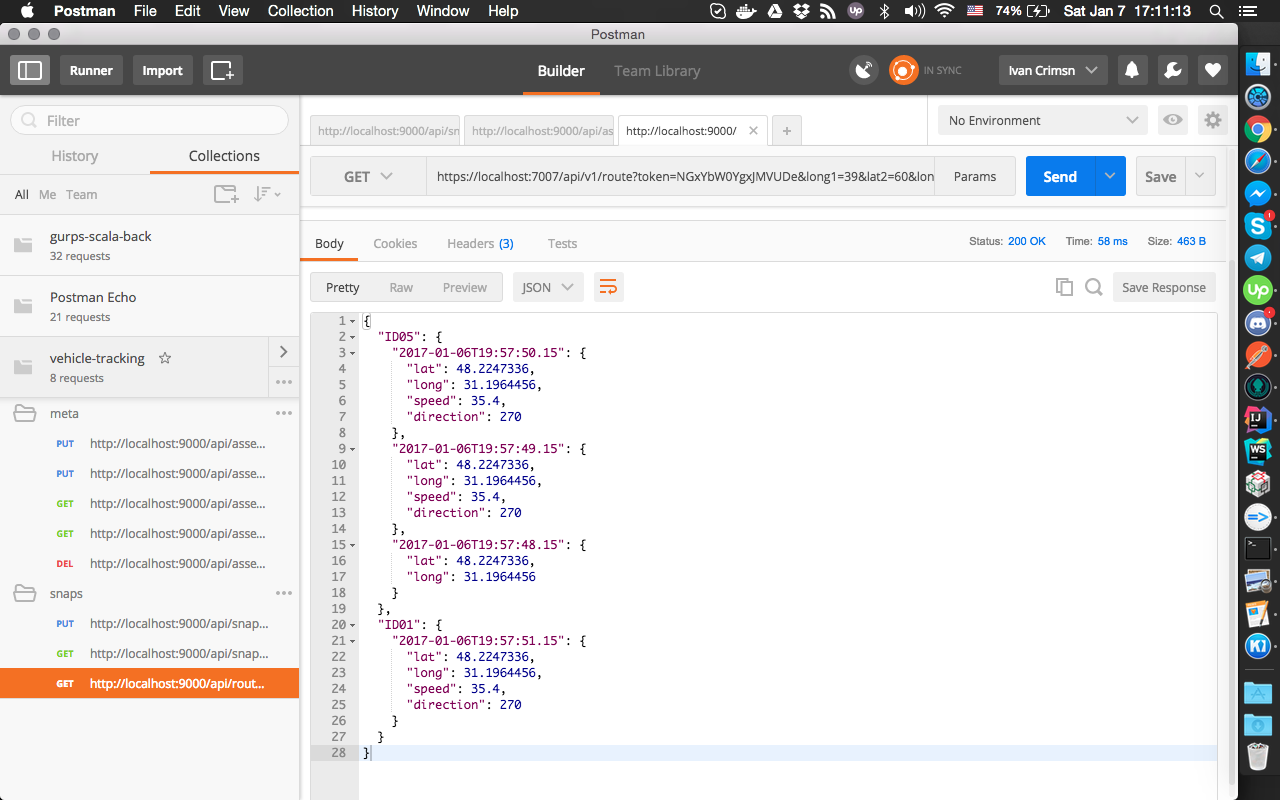 Postman File Edit View Collection History Window Help 74% Sat Jan 7 17:11:13
Postman
Runner Import Builder Team Library IN SYNC Ivan Crimsn
Filter
History Collections
All Me Team
gurps-scala-back
32 requests
Postman Echo
21 requests
vehicle-tracking
8 requests
meta
PUT http://localhost:9000/api/asse...
PUT http://localhost:9000/api/asse...
GET http://localhost:9000/api/asse...
GET http://localhost:9000/api/asse...
DEL http://localhost:9000/api/asse...
snaps
PUT http://localhost:9000/api/snap...
GET http://localhost:9000/api/snap...
GET http://localhost:9000/api/rout...
http://localhost:9000/api/sn http://localhost:9000/api/as http://localhost:9000/ No Environment
GET https://localhost:7007/api/v1/route?token=NGxYbW0YgxJMVUDe&long1=39&lat2=60&lon Params Send Save
Body Cookies Headers (3) Tests Status: 200 OK Time: 58 ms Size: 463 B
Pretty Raw Preview JSON Save Response
1 {
2 "ID05": {
3 "2017-01-06T19:57:50.15": {
4 "lat": 48.2247336,
5 "long": 31.1964456,
6 "speed": 35.4,
7 "direction": 270
8 },
9 "2017-01-06T19:57:49.15": {
10 "lat": 48.2247336,
11 "long": 31.1964456,
12 "speed": 35.4,
13 "direction": 270
14 },
15 "2017-01-06T19:57:48.15": {
16 "lat": 48.2247336,
17 "long": 31.1964456
18 }
19 },
20 "ID01": {
21 "2017-01-06T19:57:51.15": {
22 "lat": 48.2247336,
23 "long": 31.1964456,
24 "speed": 35.4,
25 "direction": 270
26 }
27 }
28 }